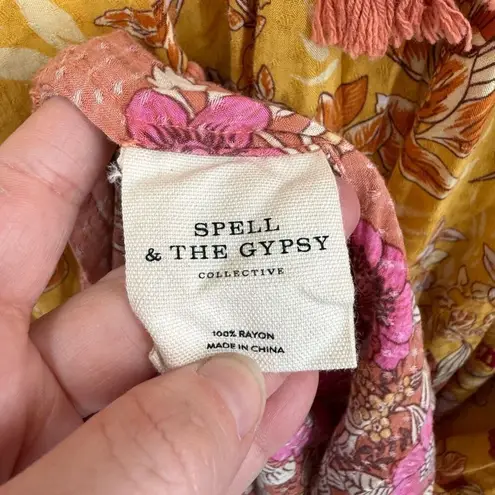 SPELL
& THE GYPSY
COLLECTIVE
100% RAYON
MADE IN CHINA